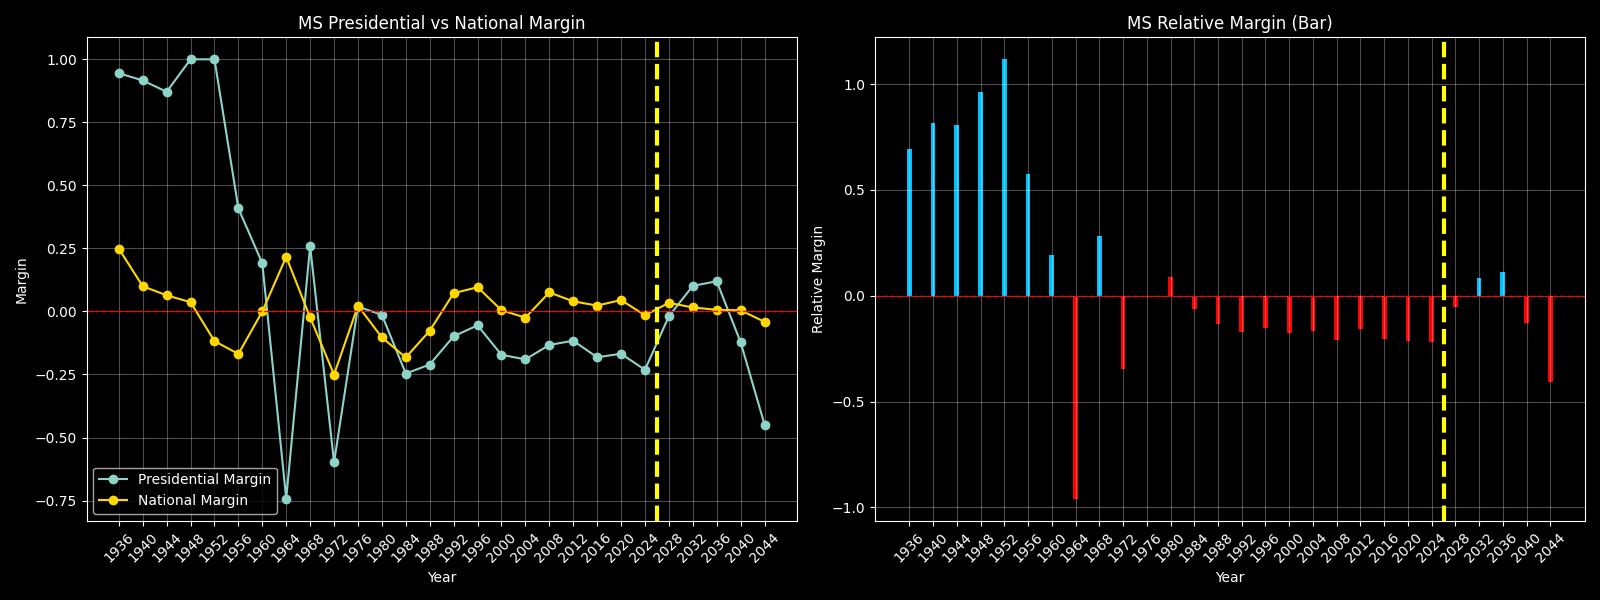 MS Presidential vs National Margin
1.00
0.75
0.50
0.25
0.00
−0.25
−0.50
−0.75
Margin
Presidential Margin
National Margin
1936 1940 1944 1948 1952 1956 1960 1964 1968 1972 1976 1980 1984 1988 1992 1996 2000 2004 2008 2012 2016 2020 2024 2028 2032 2036 2040 2044
Year
MS Relative Margin (Bar)
1.0
0.5
0.0
−0.5
−1.0
Relative Margin
1936 1940 1944 1948 1952 1956 1960 1964 1968 1972 1976 1980 1984 1988 1992 1996 2000 2004 2008 2012 2016 2020 2024 2028 2032 2036 2040 2044
Year